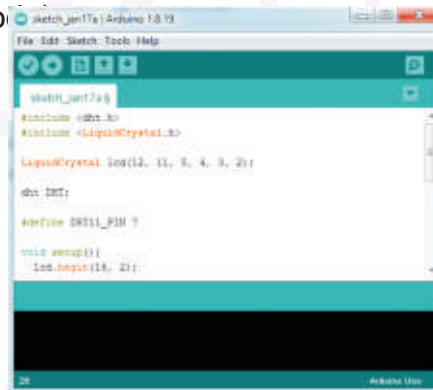 sketch_jan17a | Arduino 1.8.19
File Edit Sketch Tools Help
sketch_jan17a §
#include <dht.h>
#include <LiquidCrystal.h>
LiquidCrystal lcd(12, 11, 5, 4, 3, 2);
dht DHT;
#define DHT11_PIN 7
void setup(){
lcd.begin(16, 2);
Arduino Uno